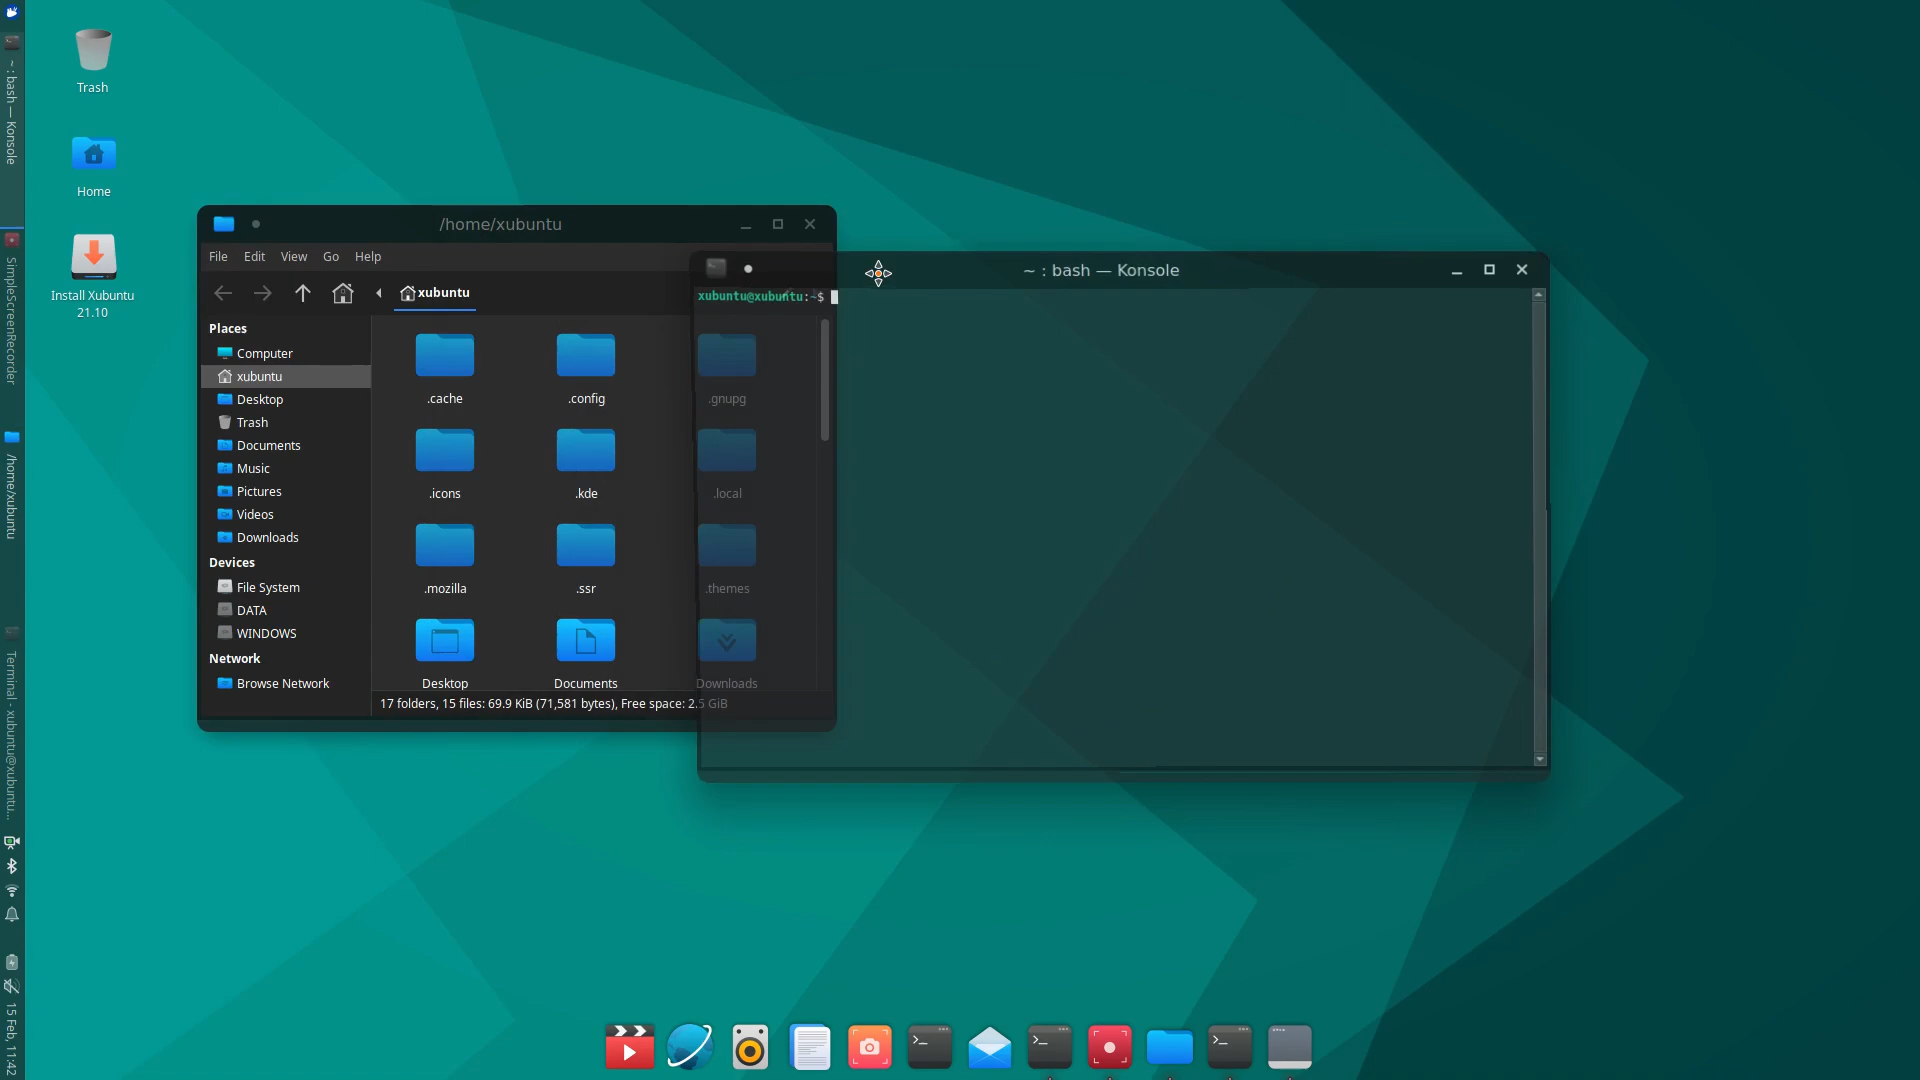 Trash
Home
Install Xubuntu
21.10
~ : bash — Konsole
SimpleScreenRecorder
/home/xubuntu
Terminal - xubuntu@xubuntu...
15 Feb, 11:42
/home/xubuntu
File Edit View Go Help
xubuntu
Places
Computer
xubuntu
Desktop
Trash
Documents
Music
Pictures
Videos
Downloads
Devices
File System
DATA
WINDOWS
Network
Browse Network
.cache .config .gnupg
.icons .kde .local
.mozilla .ssr .themes
Desktop Documents Downloads
17 folders, 15 files: 69.9 KiB (71,581 bytes), Free space: 2.5 GiB
~ : bash — Konsole
xubuntu@xubuntu:~$